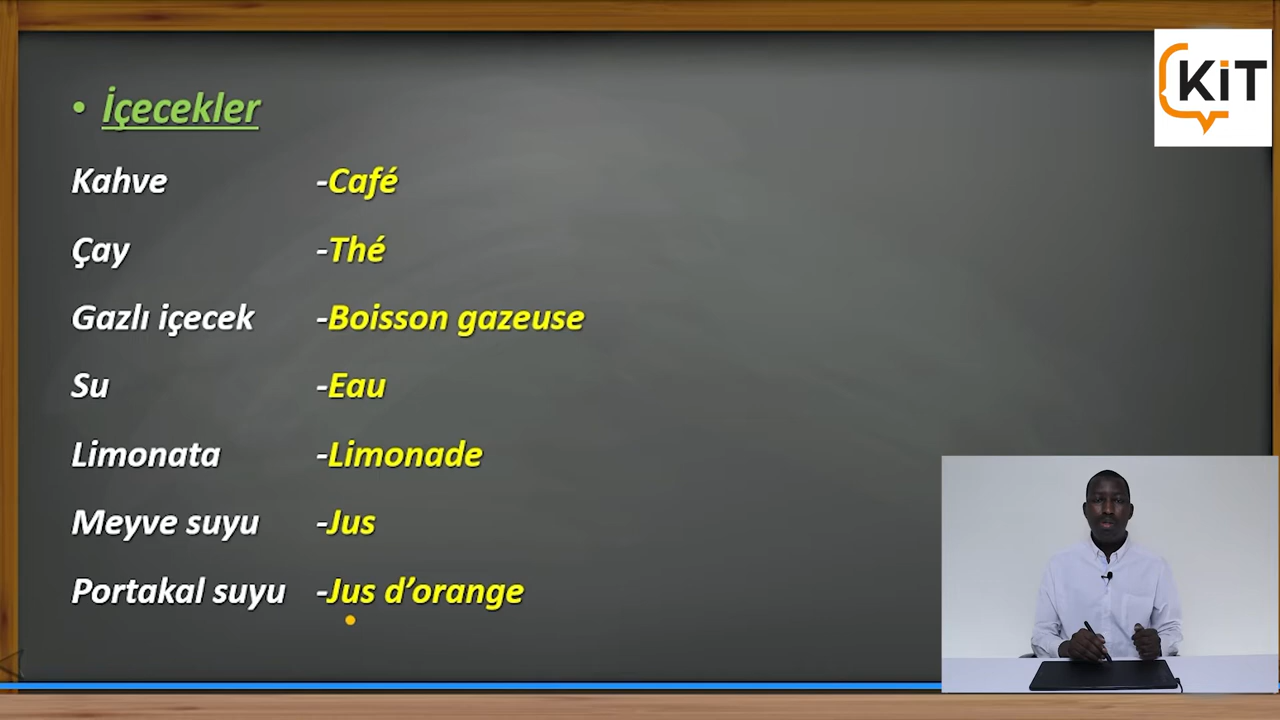 KiT
• İçecekler
Kahve -Café
Çay -Thé
Gazlı içecek -Boisson gazeuse
Su -Eau
Limonata -Limonade
Meyve suyu -Jus
Portakal suyu -Jus d’orange